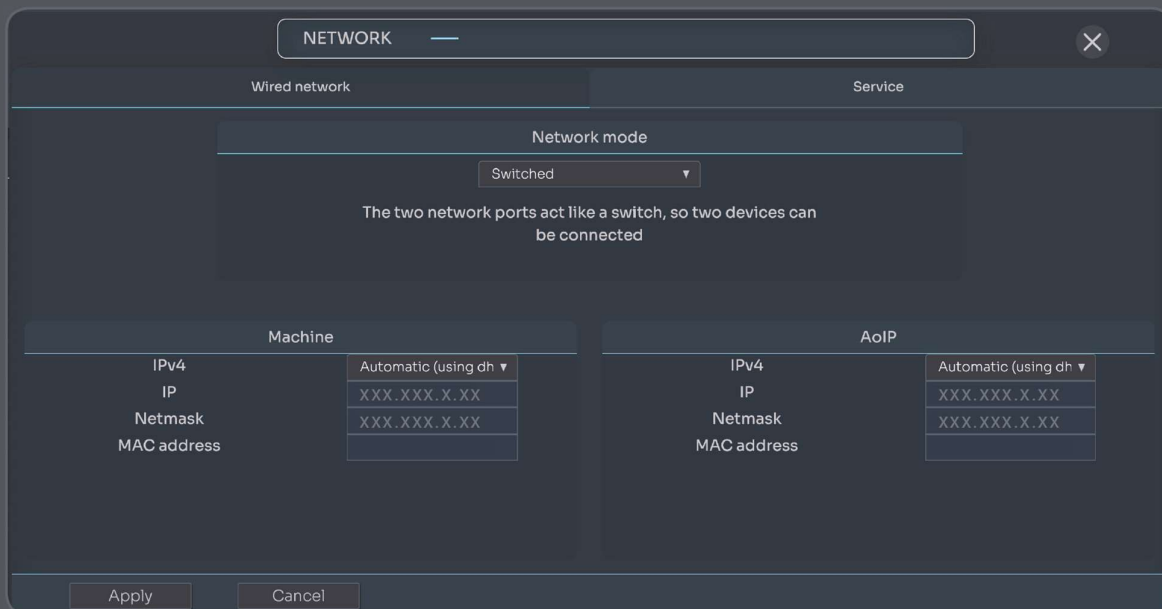 NETWORK
Wired network
Service
Network mode
Switched
The two network ports act like a switch, so two devices can
be connected
Machine
IPv4
Automatic (using dh
IP
XXX.XXX.X.XX
Netmask
XXX.XXX.X.XX
MAC address
AoIP
IPv4
Automatic (using dh
IP
XXX.XXX.X.XX
Netmask
XXX.XXX.X.XX
MAC address
Apply
Cancel